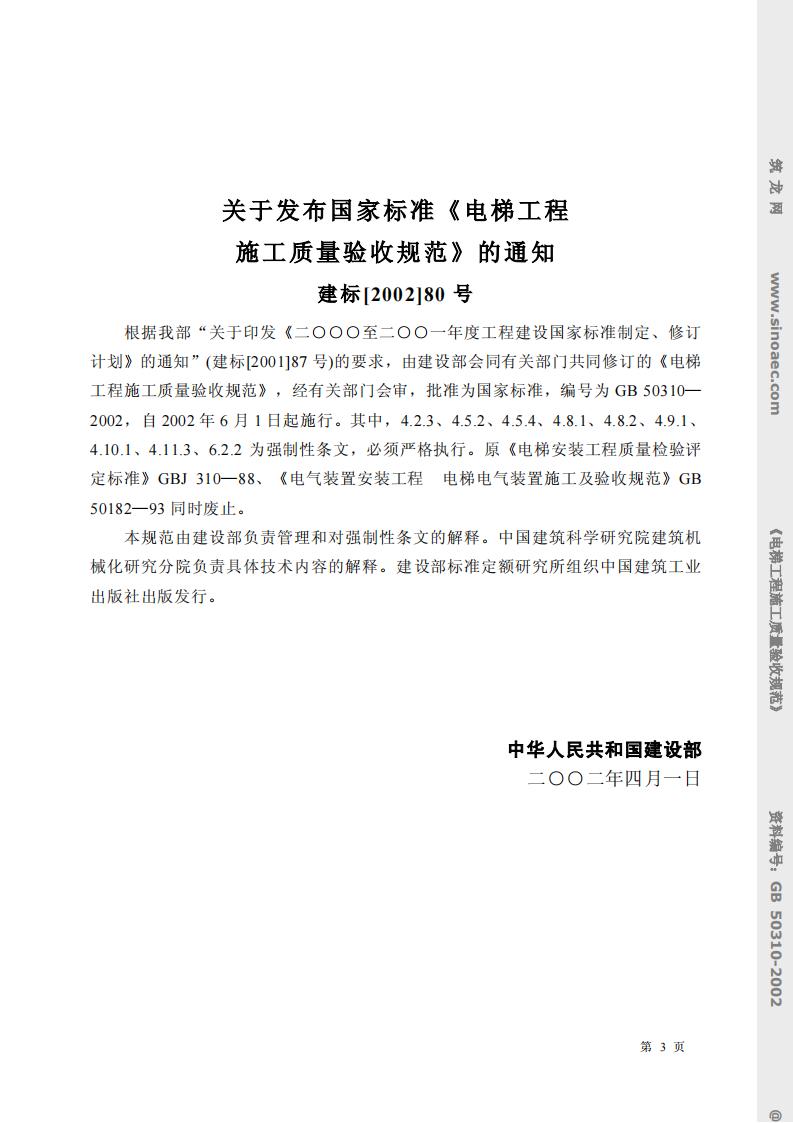 关于发布国家标准《电梯工程
施工质量验收规范》的通知
建标[2002]80 号
根据我部“关于印发《二〇〇〇至二〇〇一年度工程建设国家标准制定、修订
计划》的通知”(建标[2001]87 号)的要求，由建设部会同有关部门共同修订的《电梯
工程施工质量验收规范》，经有关部门会审，批准为国家标准，编号为 GB 50310—
2002，自 2002 年 6 月 1 日起施行。其中，4.2.3、4.5.2、4.5.4、4.8.1、4.8.2、4.9.1、
4.10.1、4.11.3、6.2.2 为强制性条文，必须严格执行。原《电梯安装工程质量检验评
定标准》GBJ 310—88、《电气装置安装工程　电梯电气装置施工及验收规范》GB
50182—93 同时废止。
本规范由建设部负责管理和对强制性条文的解释。中国建筑科学研究院建筑机
械化研究分院负责具体技术内容的解释。建设部标准定额研究所组织中国建筑工业
出版社出版发行。
中华人民共和国建设部
二〇〇二年四月一日
第 3 页
筑 龙 网
www.sinoaec.com
《电梯工程施工质量验收规范》
资料编号: GB 50310-2002
@